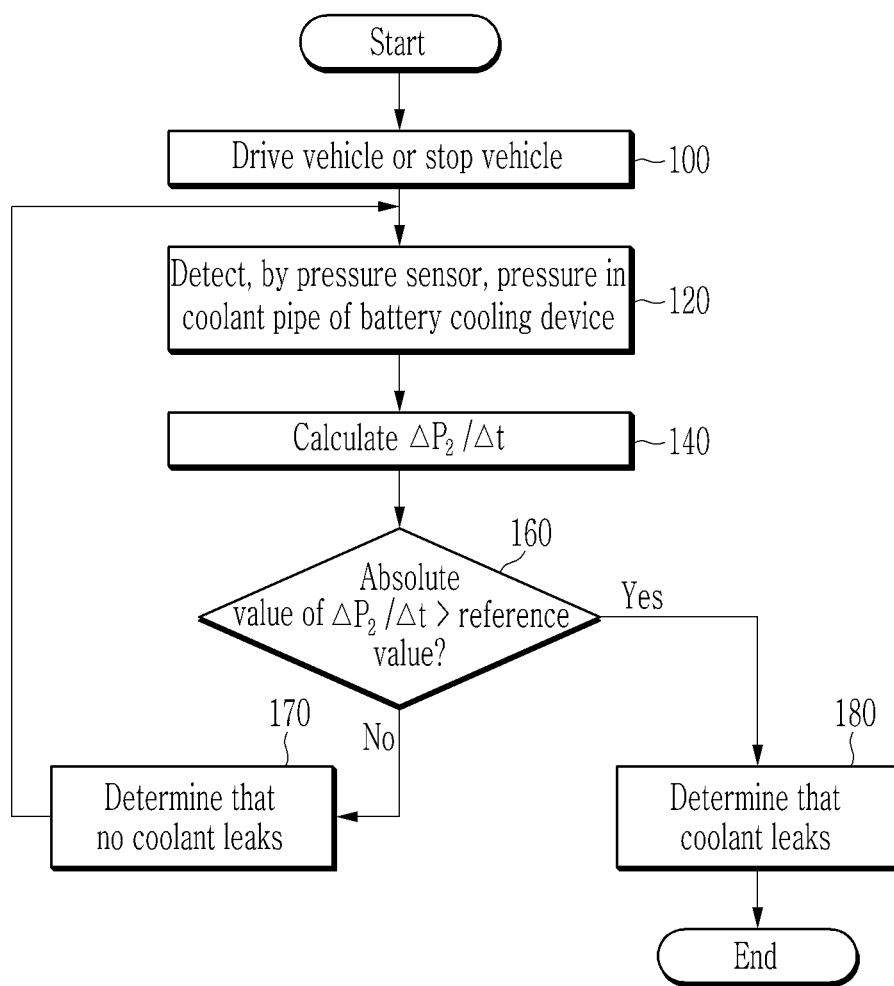 Start
Drive vehicle or stop vehicle
100
Detect, by pressure sensor, pressure in
coolant pipe of battery cooling device
120
Calculate △P₂/△t
140
160
Absolute
value of △P₂/△t > reference
value?
Yes
No
170
Determine that
no coolant leaks
180
Determine that
coolant leaks
End